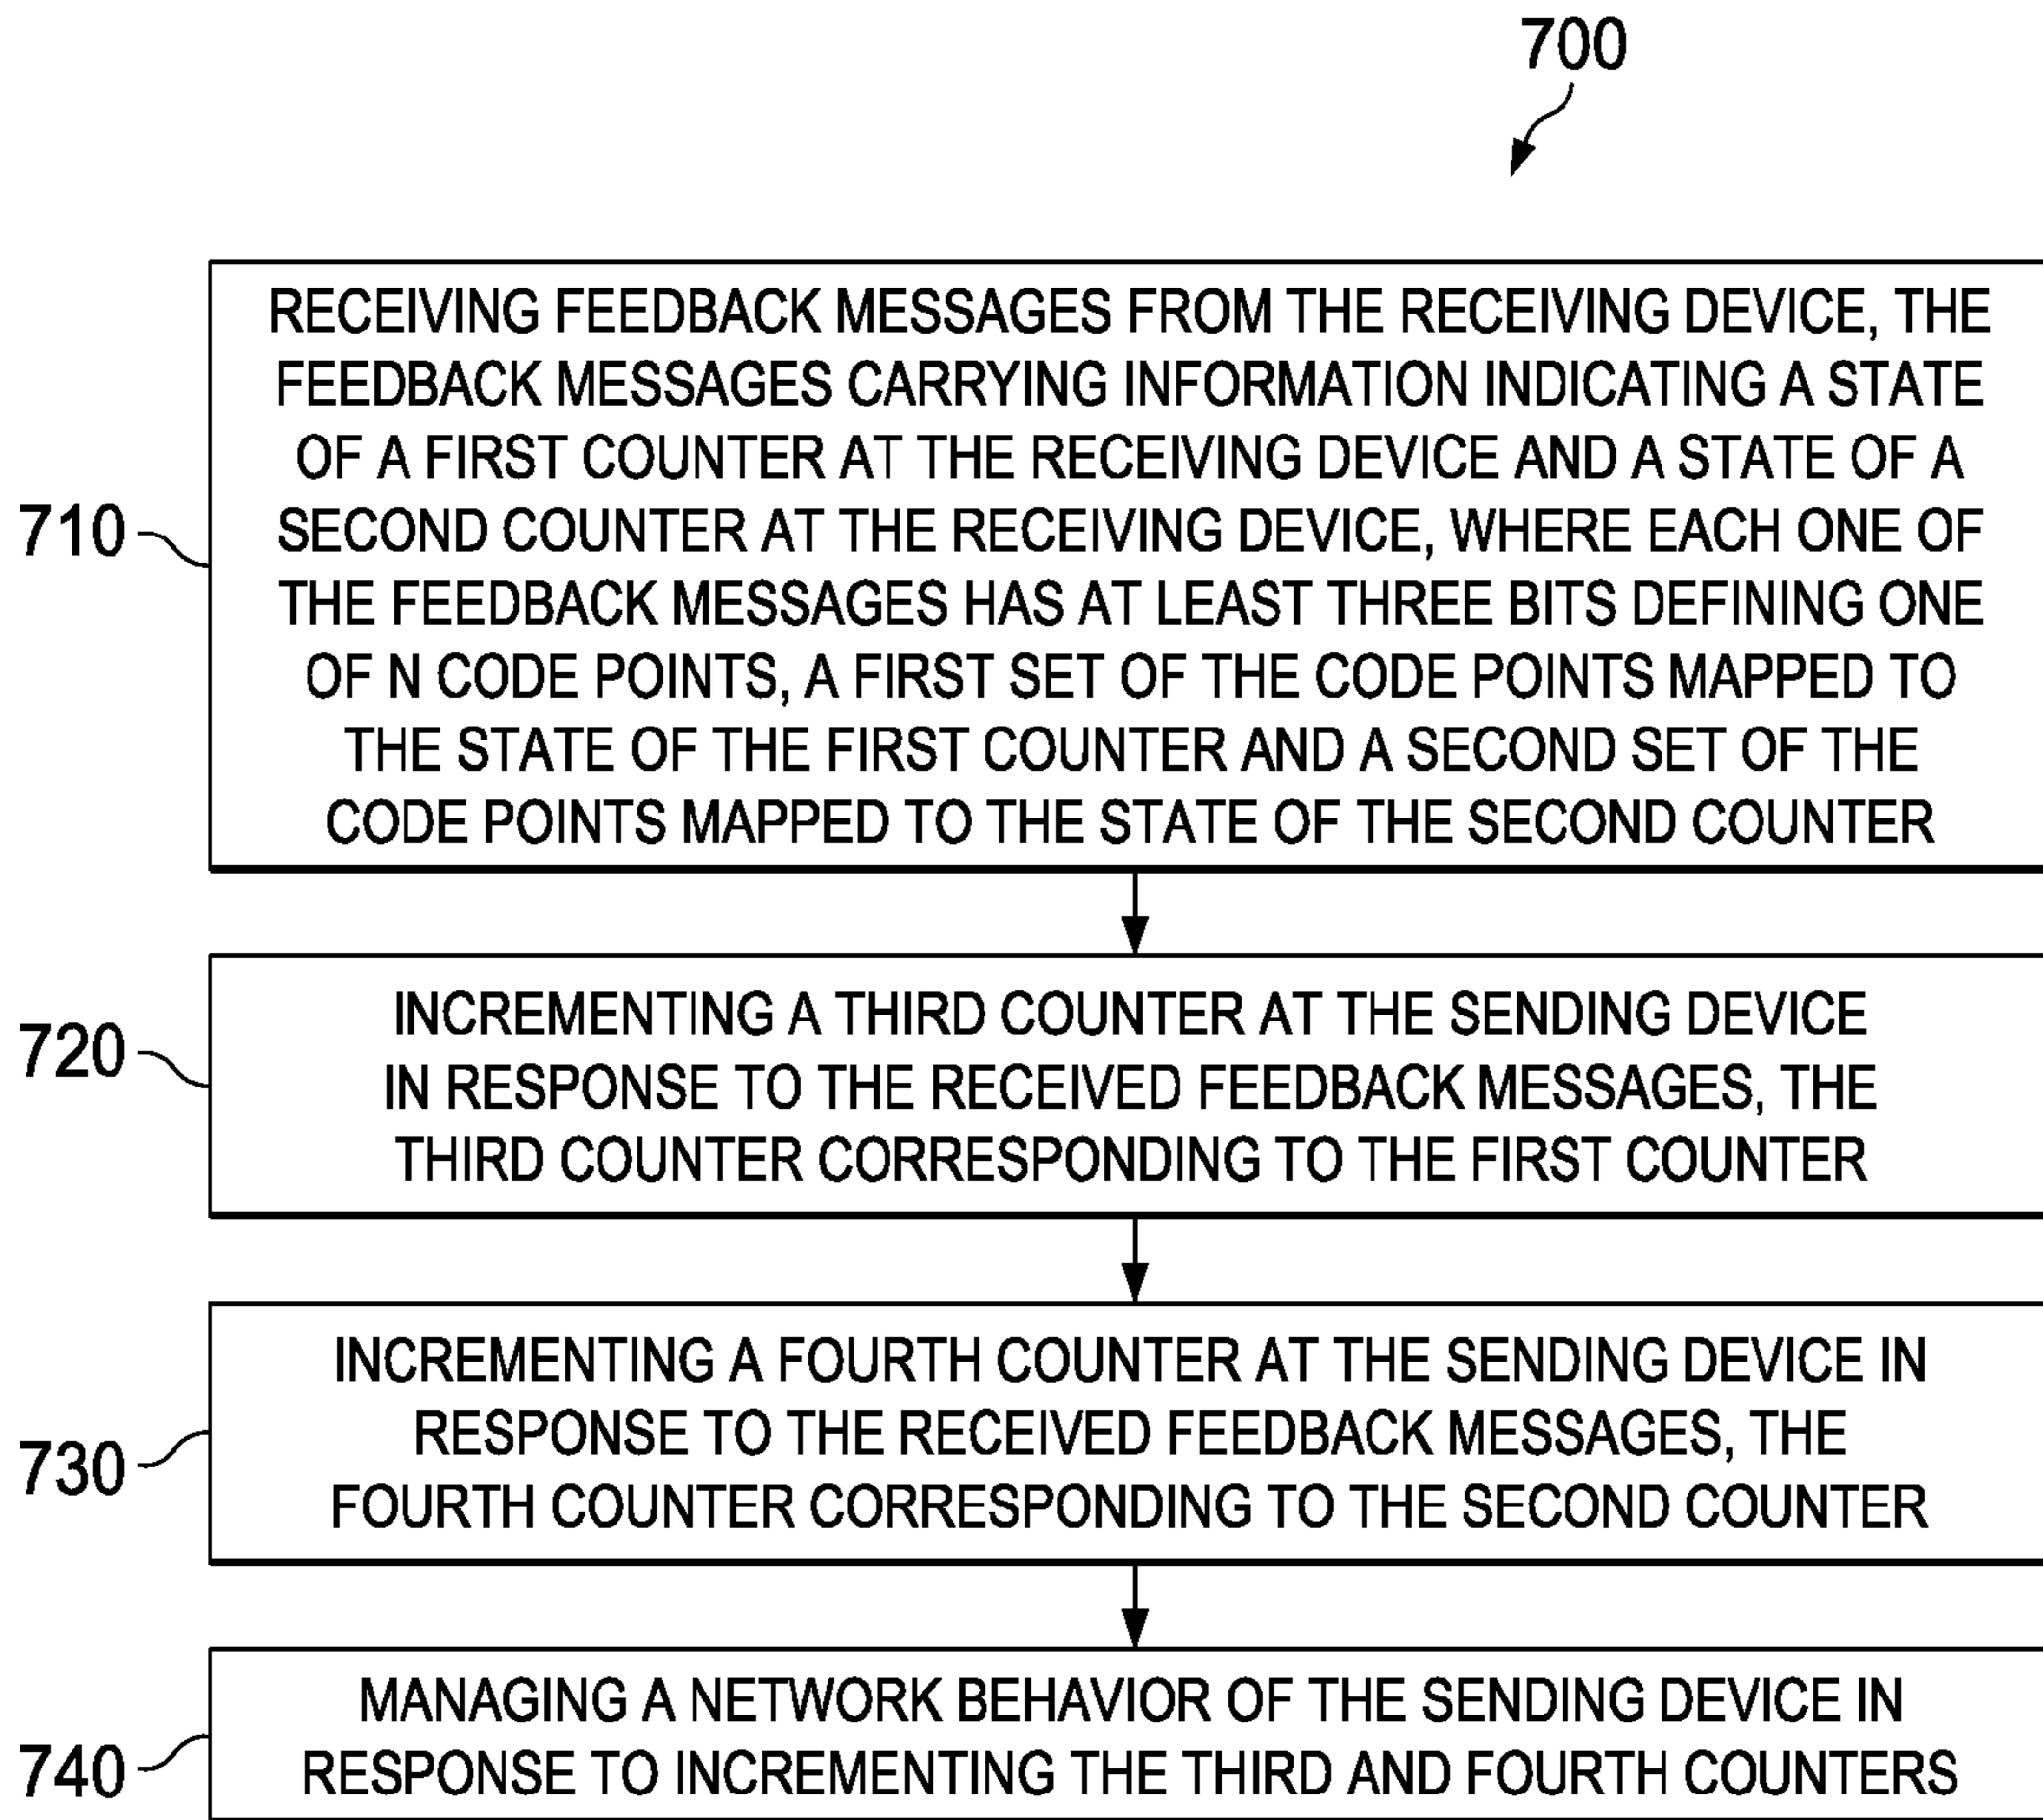 700
710
RECEIVING FEEDBACK MESSAGES FROM THE RECEIVING DEVICE, THE
FEEDBACK MESSAGES CARRYING INFORMATION INDICATING A STATE
OF A FIRST COUNTER AT THE RECEIVING DEVICE AND A STATE OF A
SECOND COUNTER AT THE RECEIVING DEVICE, WHERE EACH ONE OF
THE FEEDBACK MESSAGES HAS AT LEAST THREE BITS DEFINING ONE
OF N CODE POINTS, A FIRST SET OF THE CODE POINTS MAPPED TO
THE STATE OF THE FIRST COUNTER AND A SECOND SET OF THE
CODE POINTS MAPPED TO THE STATE OF THE SECOND COUNTER
720
INCREMENTING A THIRD COUNTER AT THE SENDING DEVICE
IN RESPONSE TO THE RECEIVED FEEDBACK MESSAGES, THE
THIRD COUNTER CORRESPONDING TO THE FIRST COUNTER
730
INCREMENTING A FOURTH COUNTER AT THE SENDING DEVICE IN
RESPONSE TO THE RECEIVED FEEDBACK MESSAGES, THE
FOURTH COUNTER CORRESPONDING TO THE SECOND COUNTER
740
MANAGING A NETWORK BEHAVIOR OF THE SENDING DEVICE IN
RESPONSE TO INCREMENTING THE THIRD AND FOURTH COUNTERS